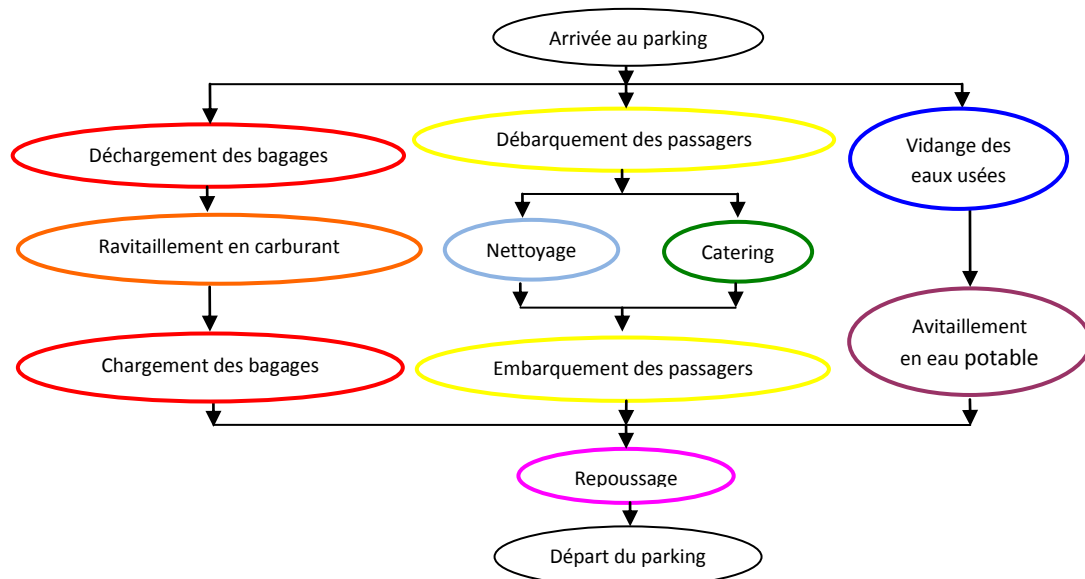 Arrivée au parking
Déchargement des bagages
Débarquement des passagers
Vidange des
eaux usées
Ravitaillement en carburant
Nettoyage
Catering
Chargement des bagages
Embarquement des passagers
Avitaillement
en eau potable
Repoussage
Départ du parking